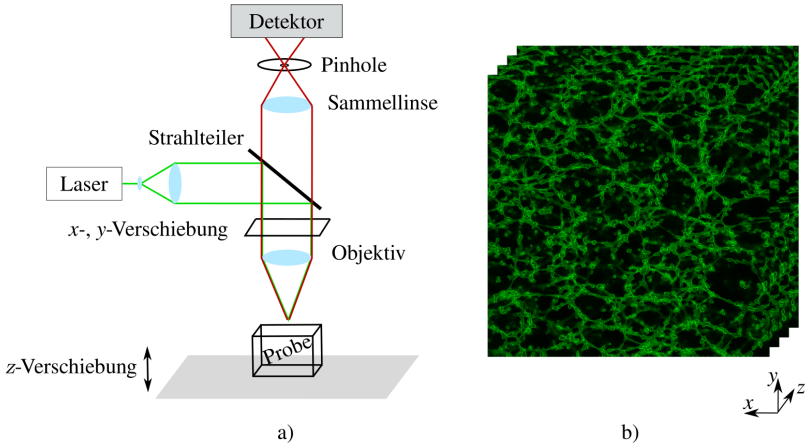 Detektor
Pinhole
Sammellinse
Strahlteiler
Laser
x-, y-Verschiebung
Objektiv
Probe
z-Verschiebung
y
z
x
a)
b)